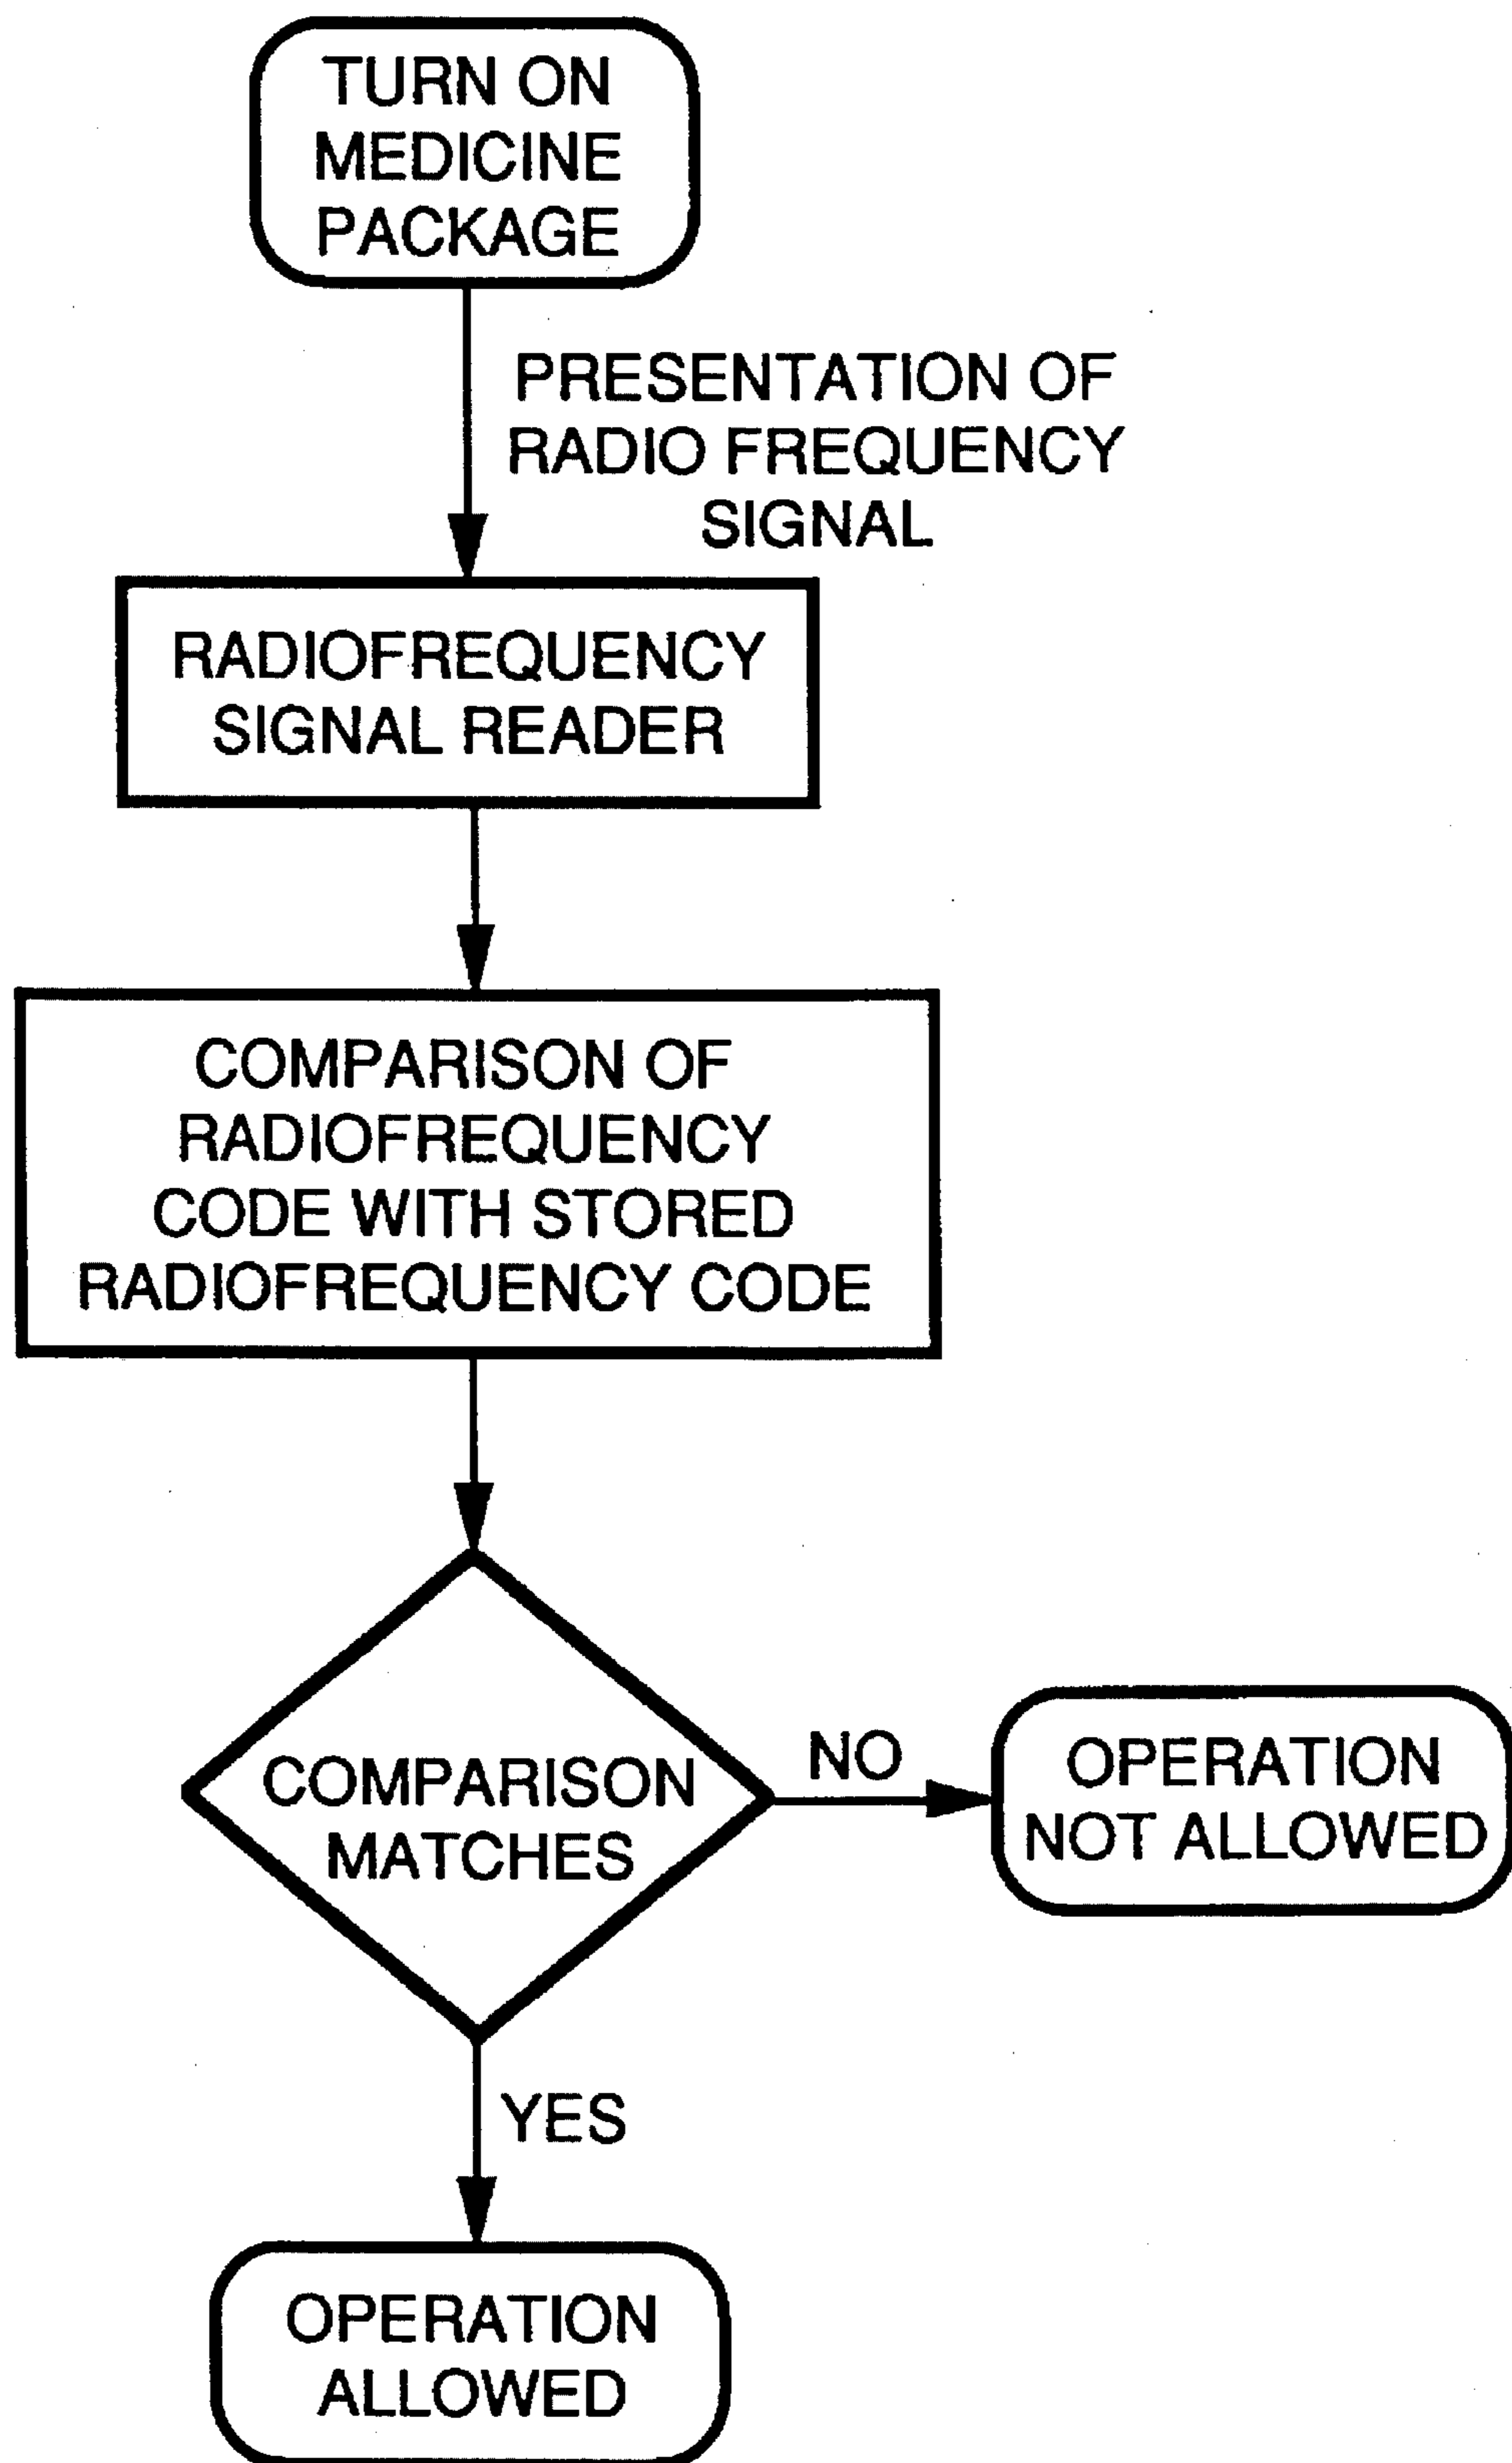 TURN ON
MEDICINE
PACKAGE
PRESENTATION OF
RADIO FREQUENCY
SIGNAL
RADIOFREQUENCY
SIGNAL READER
COMPARISON OF
RADIOFREQUENCY
CODE WITH STORED
RADIOFREQUENCY CODE
COMPARISON
MATCHES
NO
OPERATION
NOT ALLOWED
YES
OPERATION
ALLOWED